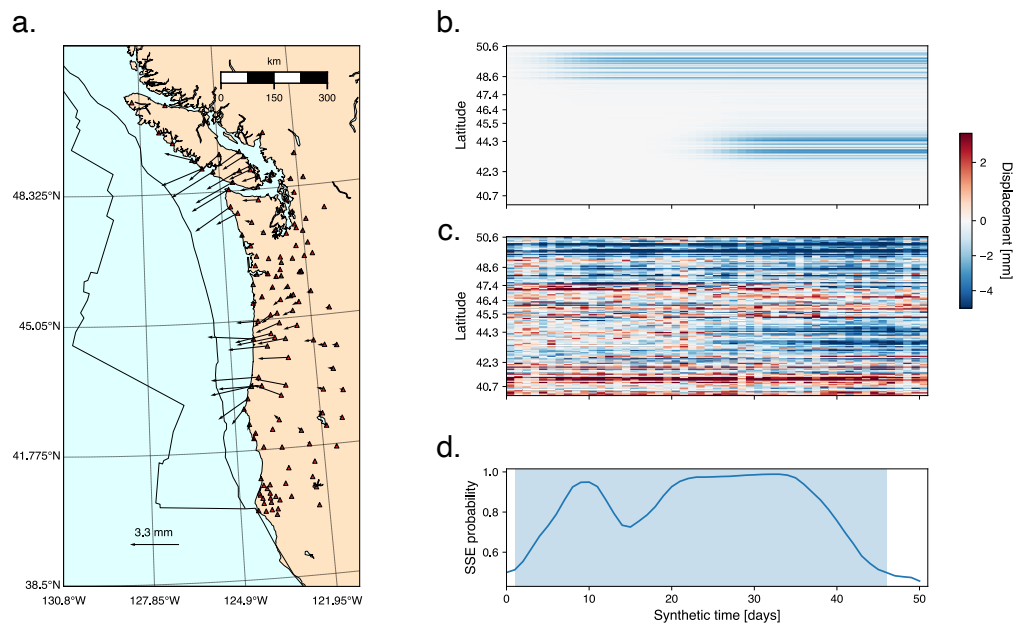 a.
km
0
150
300
48.325°N
45.05°N
41.775°N
38.5°N
3.3 mm
130.8°W
127.85°W
124.9°W
121.95°W
b.
Latitude
50.6
48.6
47.4
46.4
45.5
44.3
42.3
40.7
c.
Latitude
50.6
48.6
47.4
46.4
45.5
44.3
42.3
40.7
2
0
−2
−4
Displacement [mm]
d.
SSE probability
1.0
0.8
0.6
0
10
20
30
40
50
Synthetic time [days]